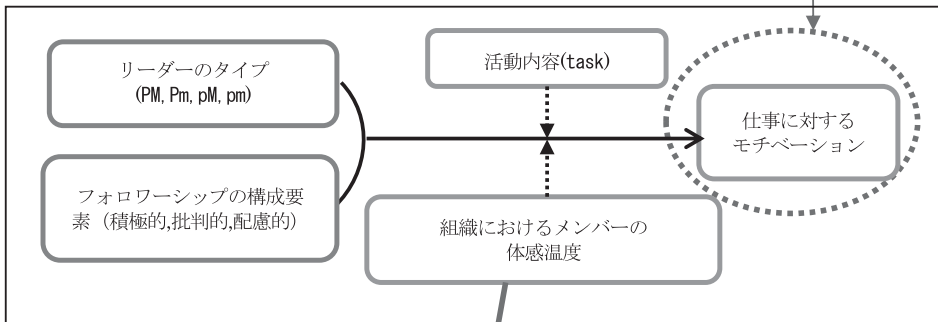 リーダーのタイプ
(PM, Pm, pM, pm)
活動内容(task)
仕事に対する
モチベーション
フォロワーシップの構成要
素（積極的,批判的,配慮的）
組織におけるメンバーの
体感温度